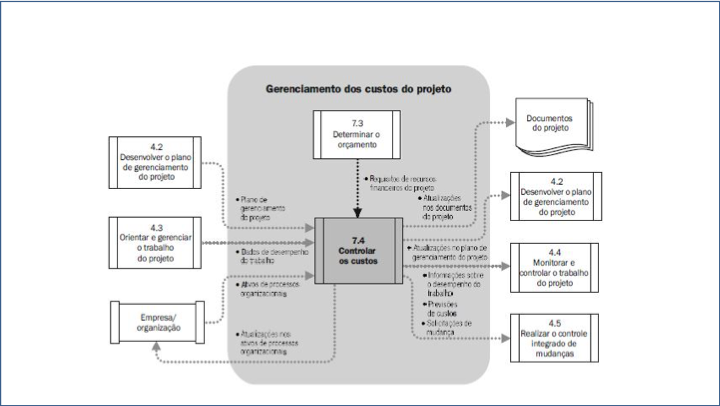 Gerenciamento dos custos do projeto
7.3
Determinar o
orçamento
Documentos
do projeto
4.2
Desenvolver o plano
de gerenciamento
do projeto
• Requisitos de recursos
financeiros do projeto
• Atualizações
nos documentos
do projeto
4.2
Desenvolver o plano
de gerenciamento
do projeto
• Plano de
gerenciamento
do projeto
4.3
Orientar e gerenciar
o trabalho
do projeto
7.4
Controlar
os custos
• Dados de desempenho
do trabalho
• Atualizações no plano de
gerenciamento do projeto
4.4
Monitorar e
controlar o trabalho
do projeto
• Informações sobre
o desempenho do
trabalho
• Ativos de processos
organizacionais
• Previsões
de custos
• Solicitações de
mudança
Empresa/
organização
4.5
Realizar o controle
integrado de
mudanças
• Atualizações nos
ativos de processos
organizacionais